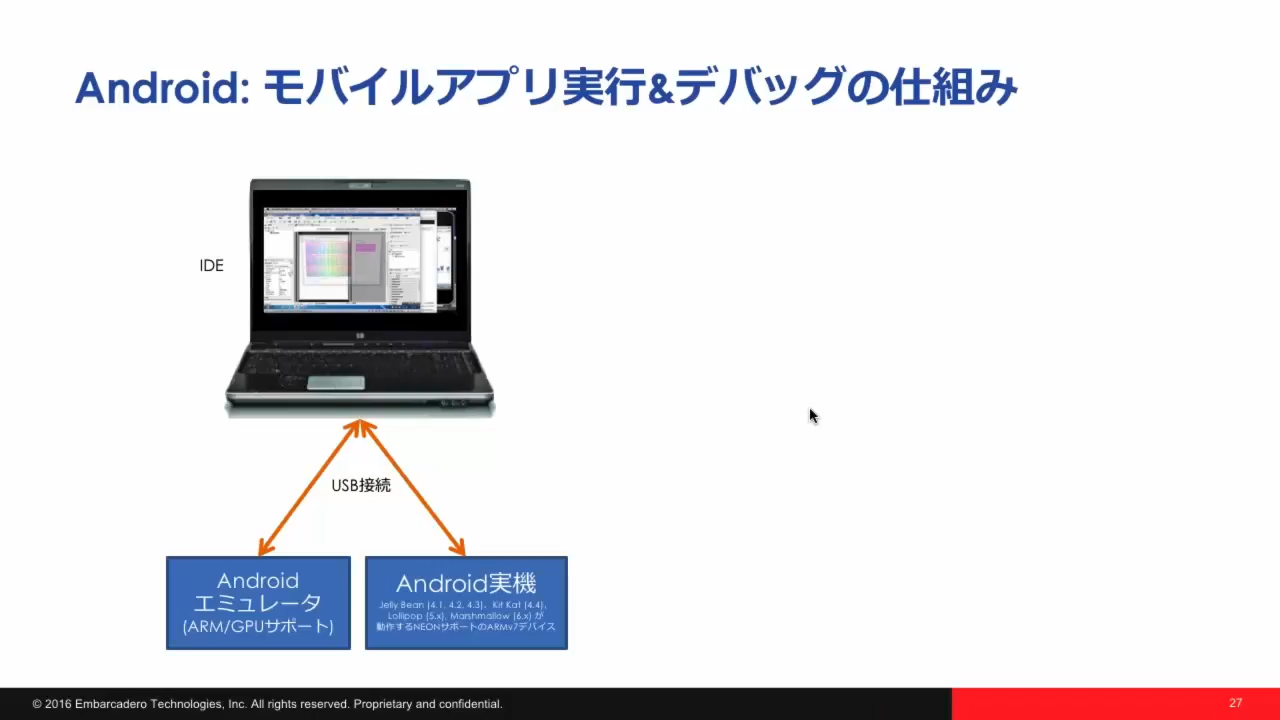 Android: モバイルアプリ実行&デバッグの仕組み
IDE
USB接続
Android
エミュレータ
(ARM/GPUサポート)
Android実機
Jelly Bean (4.1, 4.2, 4.3)、Kit Kat (4.4)、
Lollipop (5.x), Marshmallow (6.x) が
動作するNEONサポートのARMv7デバイス
© 2016 Embarcadero Technologies, Inc. All rights reserved. Proprietary and confidential.
27